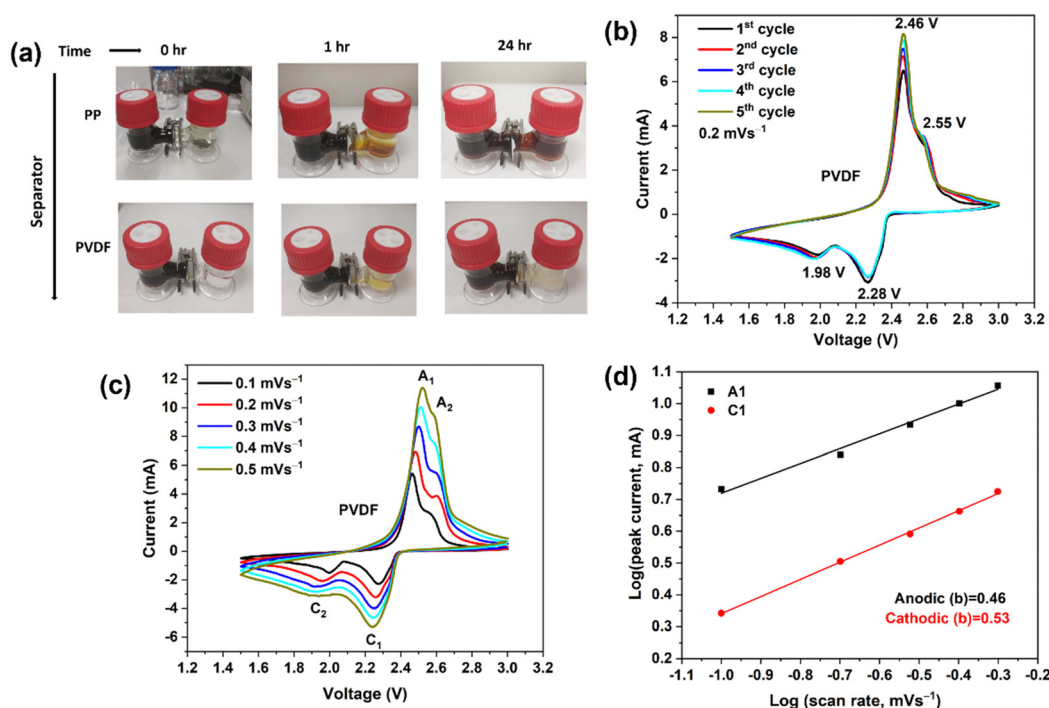 (a)
Time
0 hr
1 hr
24 hr
Separator
PP
PVDF
(b)
1st cycle
2nd cycle
3rd cycle
4th cycle
5th cycle
0.2 mVs⁻¹
2.46 V
2.55 V
PVDF
1.98 V
2.28 V
Current (mA)
8
6
4
2
0
-2
-4
1.2 1.4 1.6 1.8 2.0 2.2 2.4 2.6 2.8 3.0 3.2
Voltage (V)
(c)
0.1 mVs⁻¹
0.2 mVs⁻¹
0.3 mVs⁻¹
0.4 mVs⁻¹
0.5 mVs⁻¹
A₁
A₂
PVDF
C₂
C₁
Current (mA)
12
10
8
6
4
2
0
-2
-4
-6
1.2 1.4 1.6 1.8 2.0 2.2 2.4 2.6 2.8 3.0 3.2
Voltage (V)
(d)
A1
C1
Log(peak current, mA)
1.1
1.0
0.9
0.8
0.7
0.6
0.5
0.4
0.3
0.2
Anodic (b)=0.46
Cathodic (b)=0.53
-1.1 -1.0 -0.9 -0.8 -0.7 -0.6 -0.5 -0.4 -0.3 -0.2
Log (scan rate, mVs⁻¹)